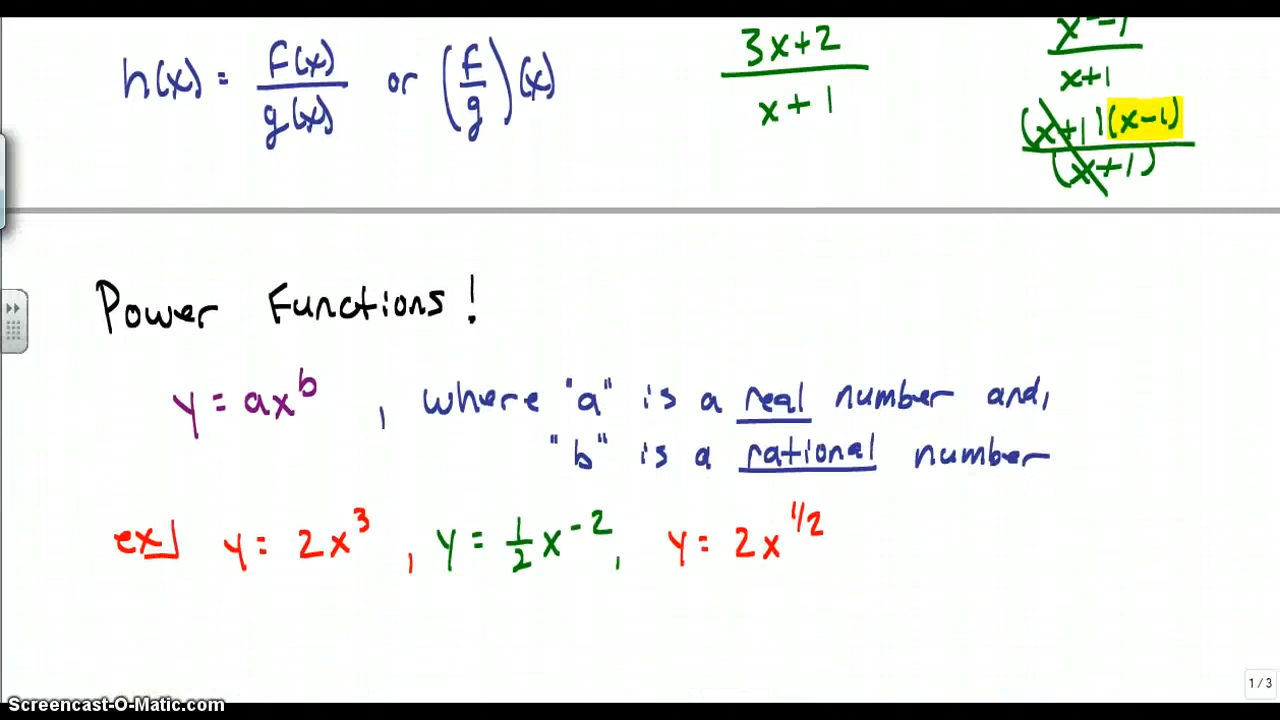 h(x) = f(x)/g(x) or (f/g)(x)
3x+2
x+1
x+1
(x+1)(x-1)
(x+1)
Power Functions!
y = ax^b , where "a" is a real number and,
"b" is a rational number
ex] y = 2x^3 , y = 1/2 x^-2 , y = 2x^1/2
1/3
Screencast-O-Matic.com